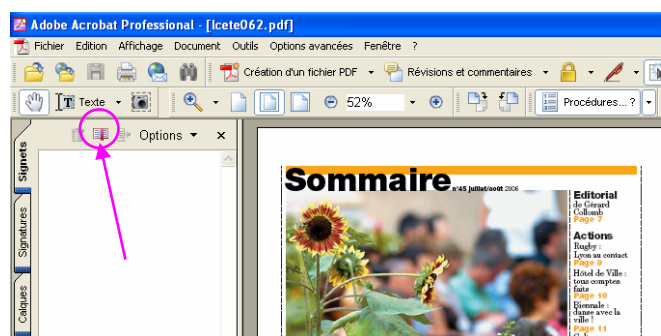 Adobe Acrobat Professional - [lcete062.pdf]
Fichier Edition Affichage Document Outils Options avancées Fenêtre ?
Création d'un fichier PDF Révisions et commentaires
Texte 52% Procédures... ?
Options x
Signets
Signatures
Calques
Sommaire n°45 juillet/août 2006
Editorial
de Gérard
Collomb
Page 7
Actions
Rugby :
Lyon au contact
Page 9
Hôtel de Ville :
tous comptes
faits
Page 10
Biennale :
danse avec la
ville !
Page 11